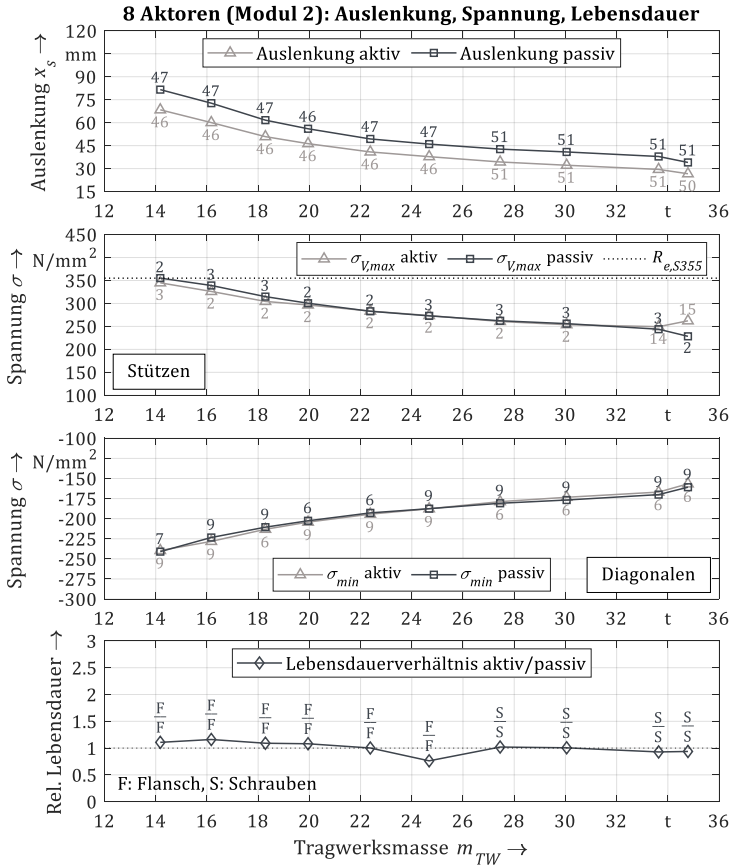 8 Aktoren (Modul 2): Auslenkung, Spannung, Lebensdauer
Auslenkung x_s →
120
mm
90
75
60
45
30
15
Auslenkung aktiv Auslenkung passiv
47 47 47 46 47 47 51 51 51 51
46 46 46 46 46 46 51 51 51 50
12 14 16 18 20 22 24 26 28 30 32 t 36
Spannung σ →
450
N/mm²
350
300
250
200
150
100
σ_V,max aktiv σ_V,max passiv R_e,S355
2 3 3 2 2 3 3 3 3 15
3 2 2 2 2 2 2 2 14 2
Stützen
12 14 16 18 20 22 24 26 28 30 32 t 36
Spannung σ →
-100
N/mm²
-150
-175
-200
-225
-250
-275
-300
7 9 9 6 6 9 9 9 9 9
9 9 6 9 9 9 6 6 6 6
σ_min aktiv σ_min passiv
Diagonalen
12 14 16 18 20 22 24 26 28 30 32 t 36
Rel. Lebensdauer →
3
2.5
2
1.5
1
0.5
0
Lebensdauerverhältnis aktiv/passiv
F F F F F F S S S S
F F F F F F S S S S
F: Flansch, S: Schrauben
12 14 16 18 20 22 24 26 28 30 32 t 36
Tragwerksmasse m_TW →